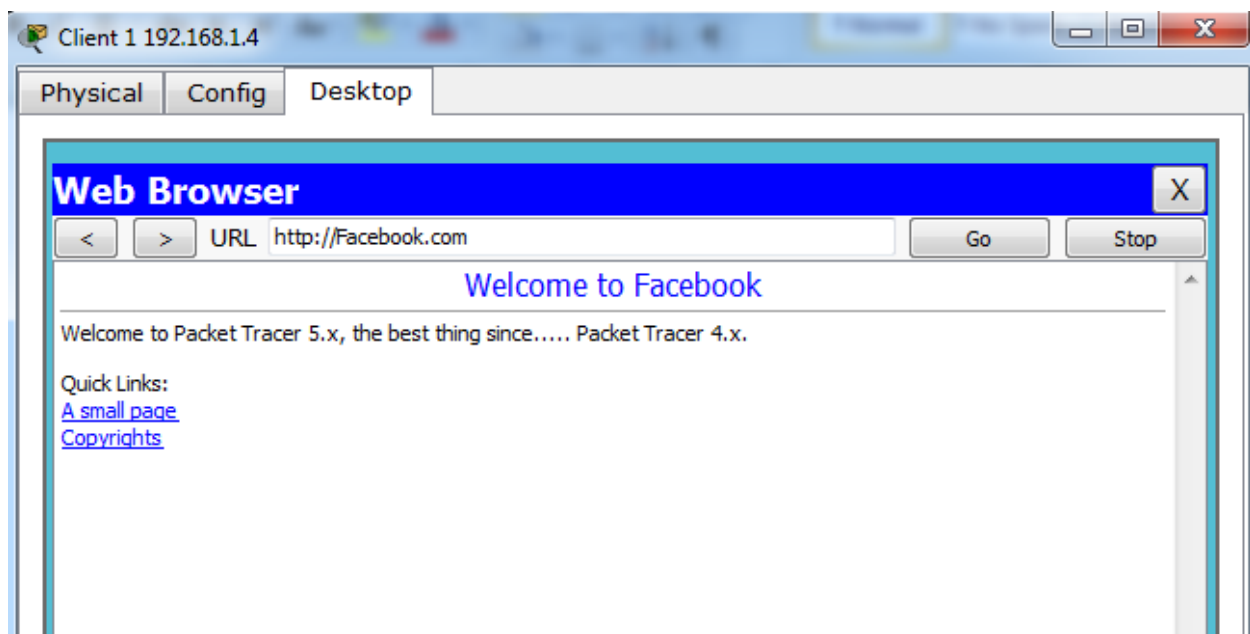 Client 1 192.168.1.4
Physical Config Desktop
Web Browser X
< > URL http://Facebook.com Go Stop
Welcome to Facebook
Welcome to Packet Tracer 5.x, the best thing since..... Packet Tracer 4.x.
Quick Links:
A small page
Copyrights